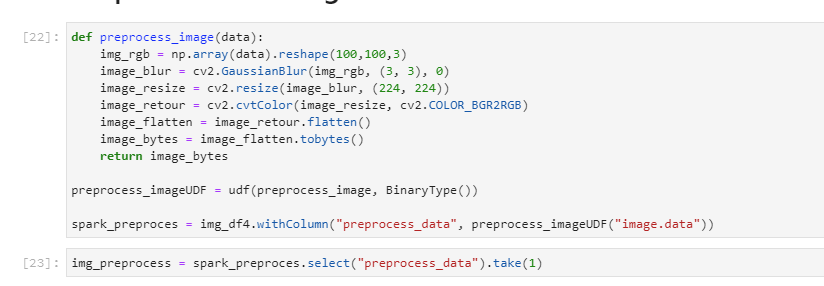 [22]: def preprocess_image(data):
    img_rgb = np.array(data).reshape(100,100,3)
    image_blur = cv2.GaussianBlur(img_rgb, (3, 3), 0)
    image_resize = cv2.resize(image_blur, (224, 224))
    image_retour = cv2.cvtColor(image_resize, cv2.COLOR_BGR2RGB)
    image_flatten = image_retour.flatten()
    image_bytes = image_flatten.tobytes()
    return image_bytes
preprocess_imageUDF = udf(preprocess_image, BinaryType())
spark_preproces = img_df4.withColumn("preprocess_data", preprocess_imageUDF("image.data"))
[23]: img_preprocess = spark_preproces.select("preprocess_data").take(1)